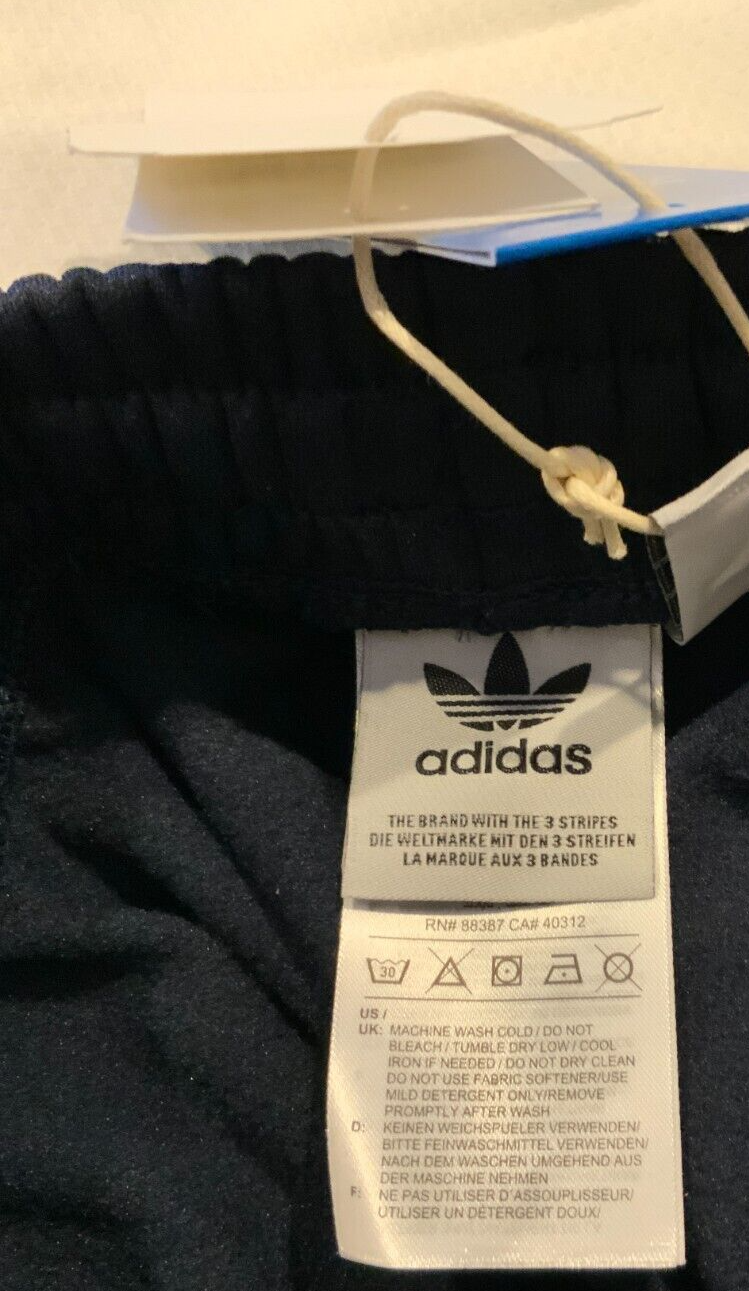 adidas
THE BRAND WITH THE 3 STRIPES
DIE WELTMARKE MIT DEN 3 STREIFEN
LA MARQUE AUX 3 BANDES
RN# 88387 CA# 40312
30
US /
UK: MACHINE WASH COLD / DO NOT
BLEACH / TUMBLE DRY LOW / COOL
IRON IF NEEDED / DO NOT DRY CLEAN
DO NOT USE FABRIC SOFTENER/USE
MILD DETERGENT ONLY/REMOVE
PROMPTLY AFTER WASH
D: KEINEN WEICHSPUELER VERWENDEN/
BITTE FEINWASCHMITTEL VERWENDEN/
NACH DEM WASCHEN UMGEHEND AUS
DER MASCHINE NEHMEN
F: NE PAS UTILISER D'ASSOUPLISSEUR/
UTILISER UN DÉTERGENT DOUX/